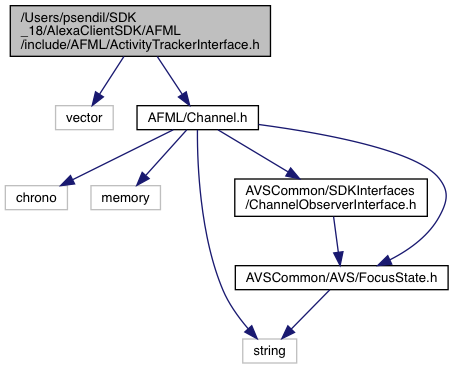 /Users/psendil/SDK
_18/AlexaClientSDK/AFML
/include/AFML/ActivityTrackerInterface.h
vector
AFML/Channel.h
chrono
memory
AVSCommon/SDKInterfaces
/ChannelObserverInterface.h
AVSCommon/AVS/FocusState.h
string